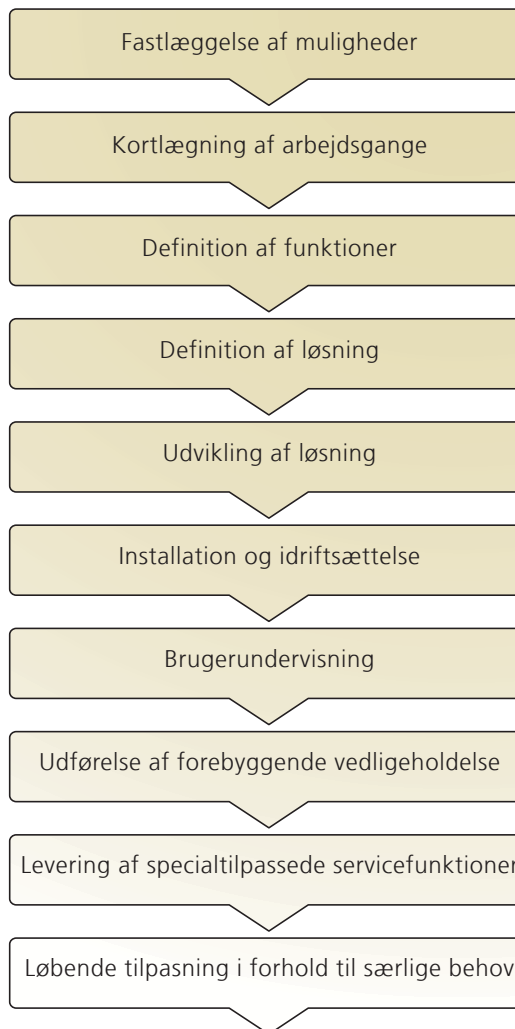 Fastlæggelse af muligheder
Kortlægning af arbejdsgange
Definition af funktioner
Definition af løsning
Udvikling af løsning
Installation og idriftsættelse
Brugerundervisning
Udførelse af forebyggende vedligeholdelse
Levering af specialtilpassede servicefunktioner
Løbende tilpasning i forhold til særlige behov